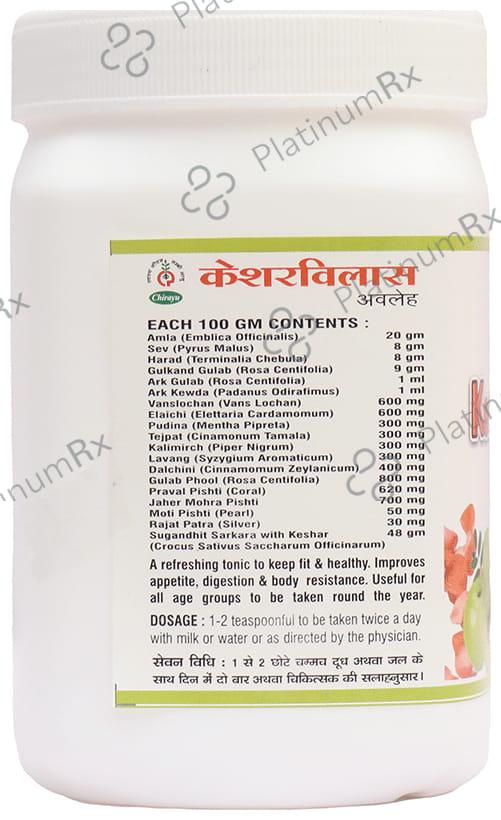 PlatinumRx
PlatinumRx
PlatinumRx
PlatinumRx
Chirayu
केशरविलास
अवलेह
EACH 100 GM CONTENTS :
Amla (Emblica Officinalis) 20 gm
Sev (Pyrus Malus) 8 gm
Harad (Terminalia Chebula) 8 gm
Gulkand Gulab (Rosa Centifolia) 9 gm
Ark Gulab (Rosa Centifolia) 1 ml
Ark Kewda (Padanus Odirafimus) 1 ml
Vanslochan (Vans Lochan) 600 mg
Elaichi (Elettaria Cardamomum) 600 mg
Pudina (Mentha Pipreta) 300 mg
Tejpat (Cinamonum Tamala) 300 mg
Kalimirch (Piper Nigrum) 300 mg
Lavang (Syzygium Aromaticum) 300 mg
Dalchini (Cinnamomum Zeylanicum) 400 mg
Gulab Phool (Rosa Centifolia) 800 mg
Praval Pishti (Coral) 620 mg
Jaher Mohra Pishti 700 mg
Moti Pishti (Pearl) 50 mg
Rajat Patra (Silver) 30 mg
Sugandhit Sarkara with Keshar 48 gm
(Crocus Sativus Saccharum Officinarum)
A refreshing tonic to keep fit & healthy. Improves
appetite, digestion & body resistance. Useful for
all age groups to be taken round the year.
DOSAGE : 1-2 teaspoonful to be taken twice a day
with milk or water or as directed by the physician.
सेवन विधि : १ से २ छोटे चम्मच दूध अथवा जल के
साथ दिन में दो बार अथवा चिकित्सक की सलाहनुसार।
K